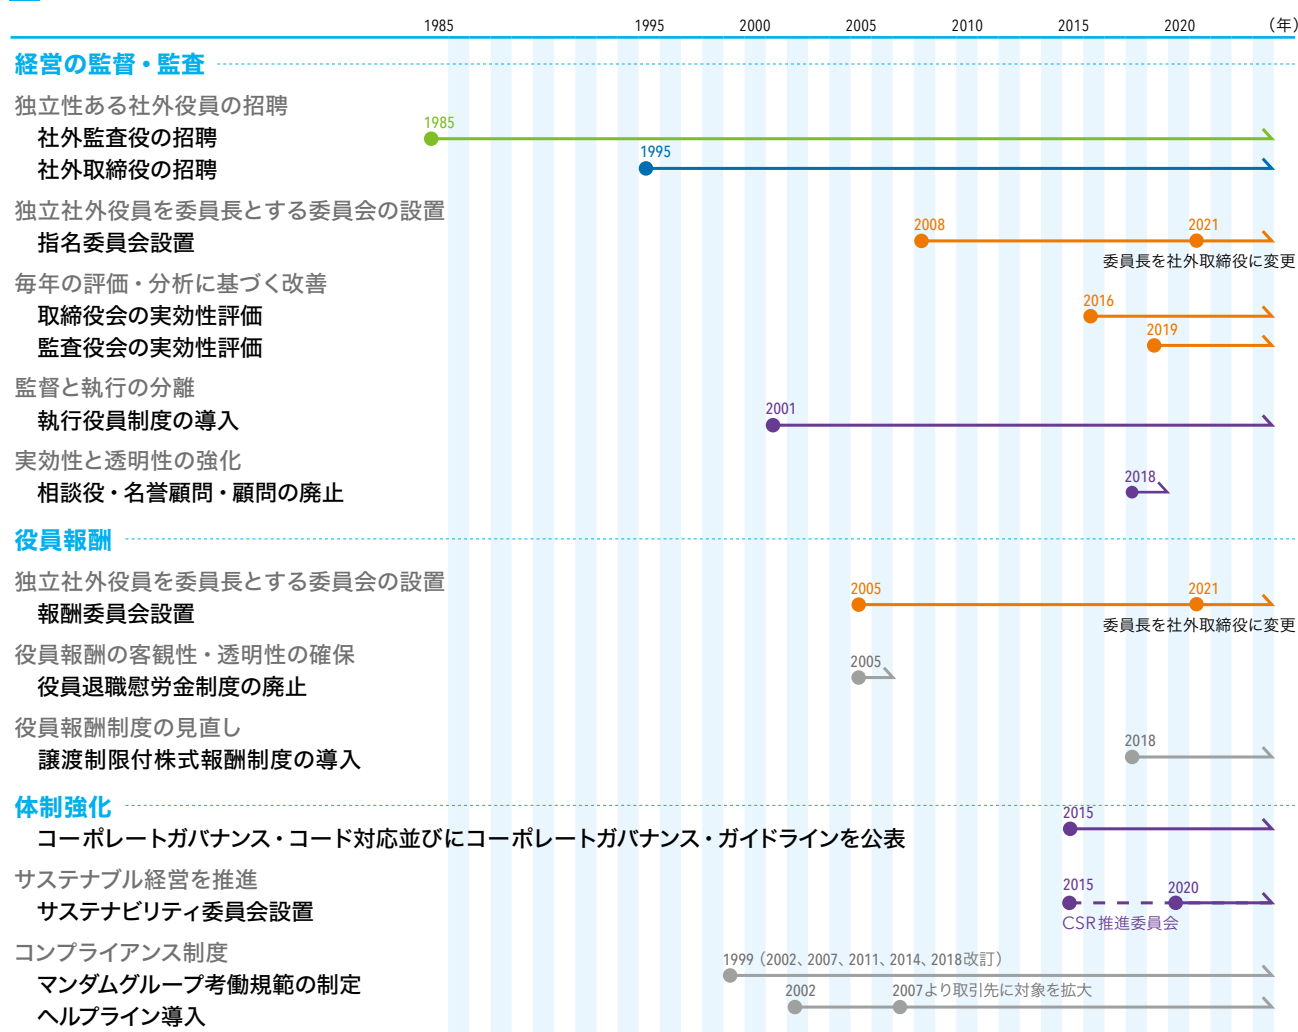 1985 1995 2000 2005 2010 2015 2020 （年）
経営の監督・監査
独立性ある社外役員の招聘
1985
社外監査役の招聘
1995
社外取締役の招聘
独立社外役員を委員長とする委員会の設置
2008 2021
指名委員会設置
委員長を社外取締役に変更
毎年の評価・分析に基づく改善
2016
取締役会の実効性評価
2019
監査役会の実効性評価
監督と執行の分離
2001
執行役員制度の導入
実効性と透明性の強化
2018
相談役・名誉顧問・顧問の廃止
役員報酬
独立社外役員を委員長とする委員会の設置
2005 2021
報酬委員会設置
委員長を社外取締役に変更
役員報酬の客観性・透明性の確保
2005
役員退職慰労金制度の廃止
役員報酬制度の見直し
2018
譲渡制限付株式報酬制度の導入
体制強化
2015
コーポレートガバナンス・コード対応並びにコーポレートガバナンス・ガイドラインを公表
サステナブル経営を推進
2015 2020
サステナビリティ委員会設置
CSR推進委員会
コンプライアンス制度
1999（2002、2007、2011、2014、2018改訂）
マンダムグループ考働規範の制定
2002 2007より取引先に対象を拡大
ヘルプライン導入